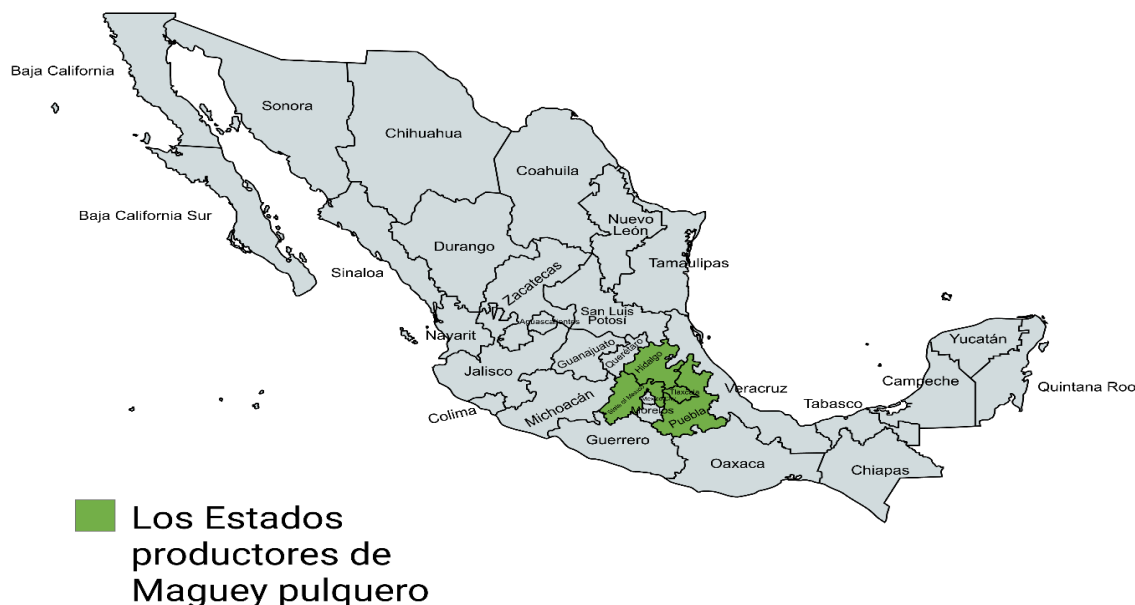 Baja California
Sonora
Chihuahua
Coahuila
Baja California Sur
Nuevo
León
Durango
Sinaloa
Tamaulipas
Zacatecas
San Luis
Potosí
Aguascalientes
Nayarit
Guanajuato
Querétaro
Hidalgo
Yucatán
Jalisco
Campeche
Quintana Roo
Veracruz
Tlaxcala
Tabasco
Colima
Michoacán
Morelos
Puebla
Guerrero
Oaxaca
Chiapas
Los Estados
productores de
Maguey pulquero